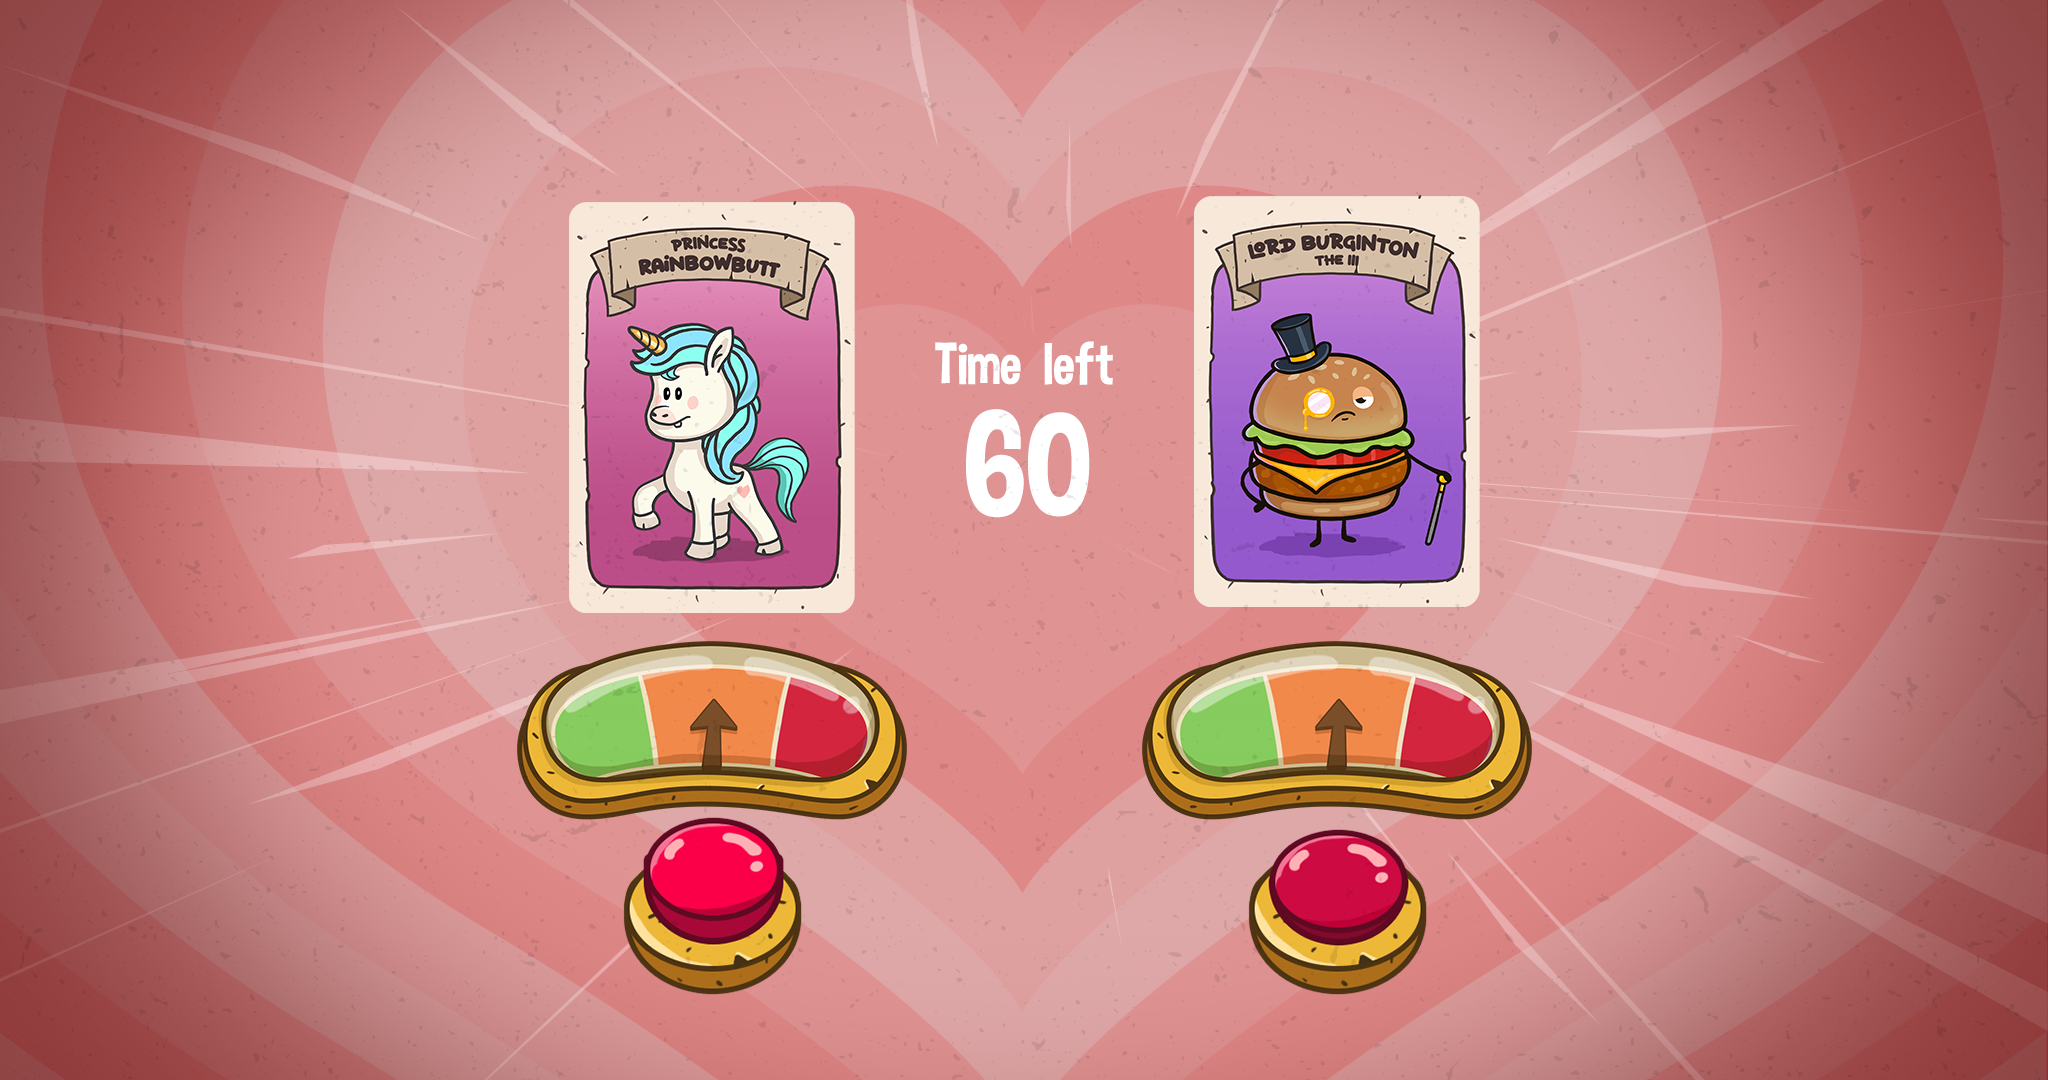 PRINCESS
RAINBOWBUTT
Time left
60
LORD BURGINTON
THE III